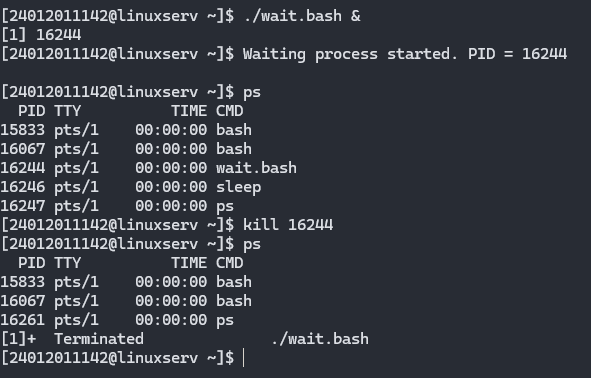 [24012011142@linuxserv ~]$ ./wait.bash &
[1] 16244
[24012011142@linuxserv ~]$ Waiting process started. PID = 16244
[24012011142@linuxserv ~]$ ps
  PID TTY          TIME CMD
15833 pts/1    00:00:00 bash
16067 pts/1    00:00:00 bash
16244 pts/1    00:00:00 wait.bash
16246 pts/1    00:00:00 sleep
16247 pts/1    00:00:00 ps
[24012011142@linuxserv ~]$ kill 16244
[24012011142@linuxserv ~]$ ps
  PID TTY          TIME CMD
15833 pts/1    00:00:00 bash
16067 pts/1    00:00:00 bash
16261 pts/1    00:00:00 ps
[1]+  Terminated              ./wait.bash
[24012011142@linuxserv ~]$